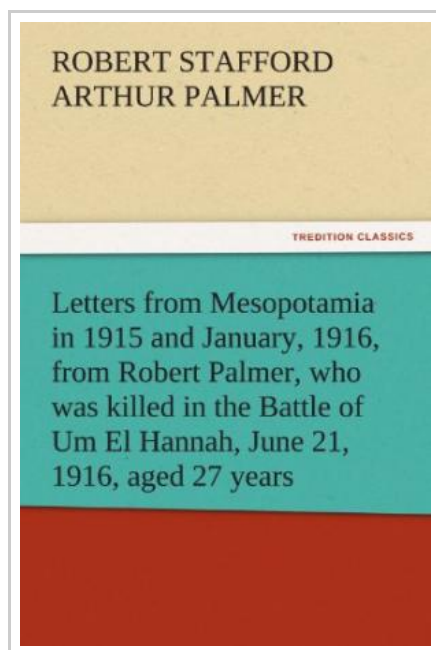 ROBERT STAFFORD
ARTHUR PALMER
TREDITION CLASSICS
Letters from Mesopotamia
in 1915 and January, 1916,
from Robert Palmer, who
was killed in the Battle of
Um El Hannah, June 21,
1916, aged 27 years